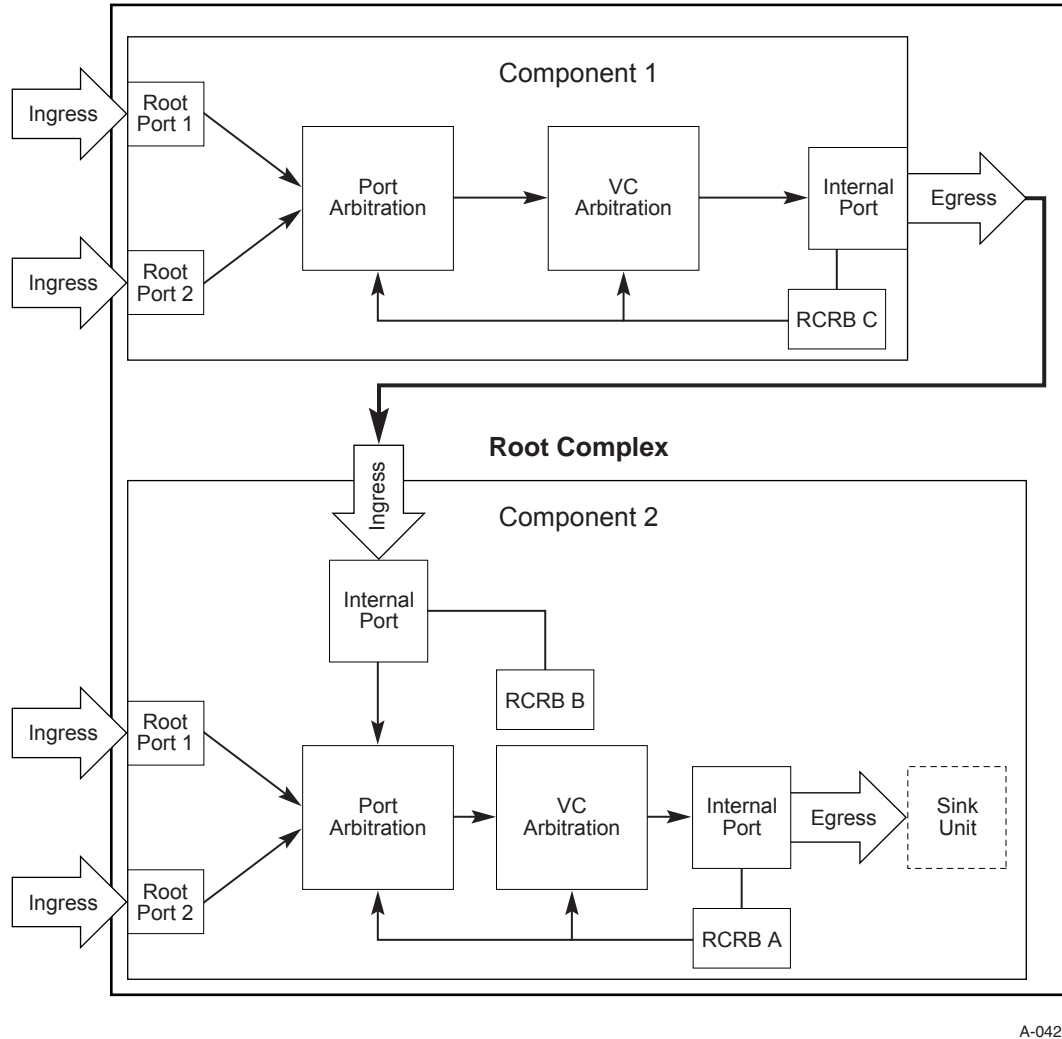 Component 1
Ingress
Root
Port 1
Port
Arbitration
VC
Arbitration
Internal
Port
Egress
Ingress
Root
Port 2
RCRB C
Root Complex
Ingress
Component 2
Internal
Port
RCRB B
Ingress
Root
Port 1
Port
Arbitration
VC
Arbitration
Internal
Port
Egress
Sink
Unit
Ingress
Root
Port 2
RCRB A
A-042